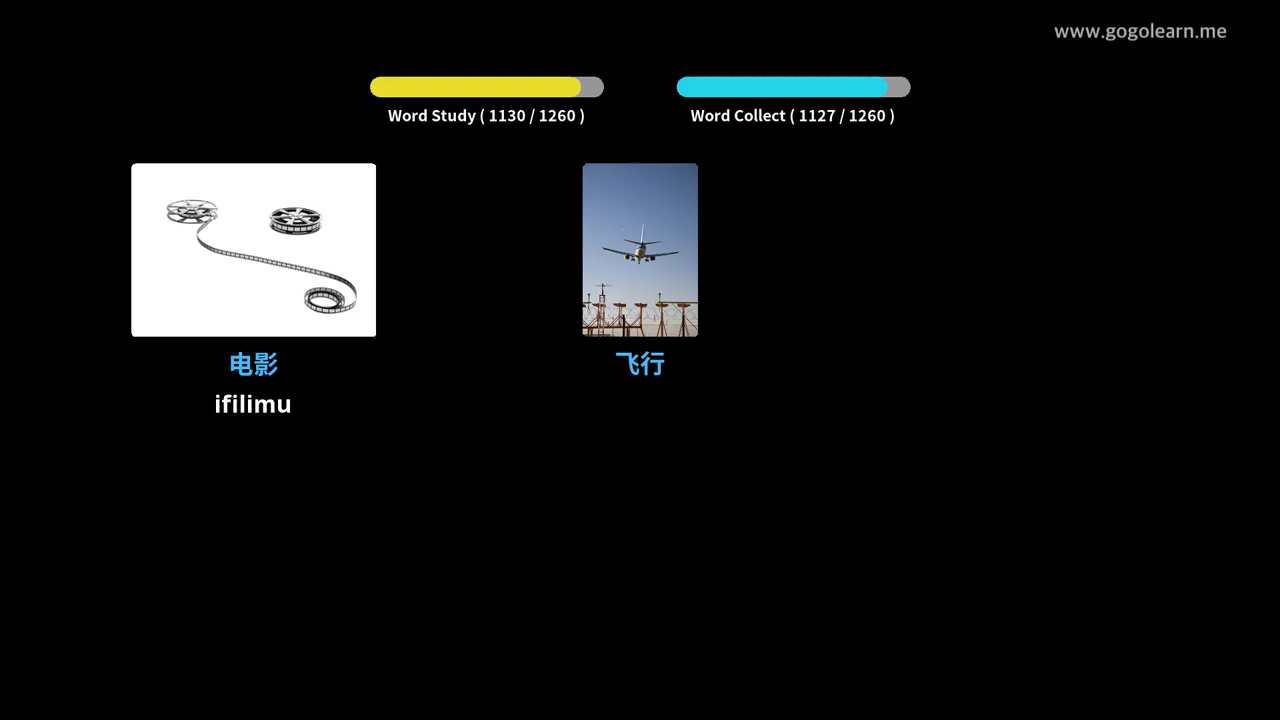 www.gogolearn.me
Word Study ( 1130 / 1260 )
Word Collect ( 1127 / 1260 )
电影
飞行
ifilimu